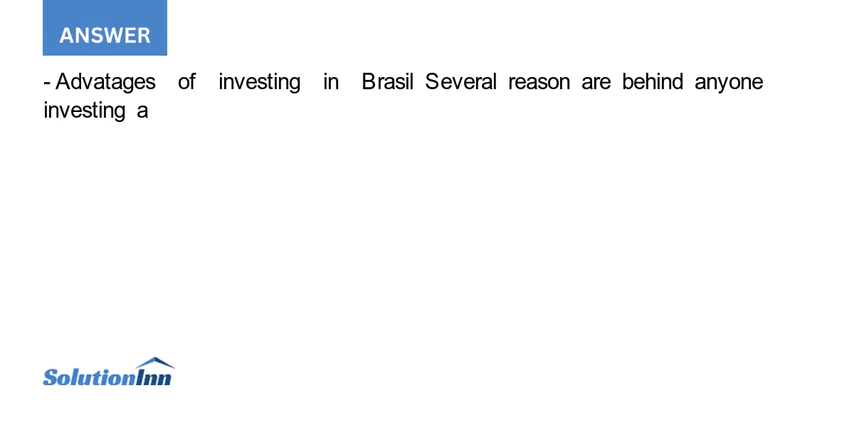 ANSWER
- Advatages of investing in Brasil Several reason are behind anyone
investing a
SolutionInn